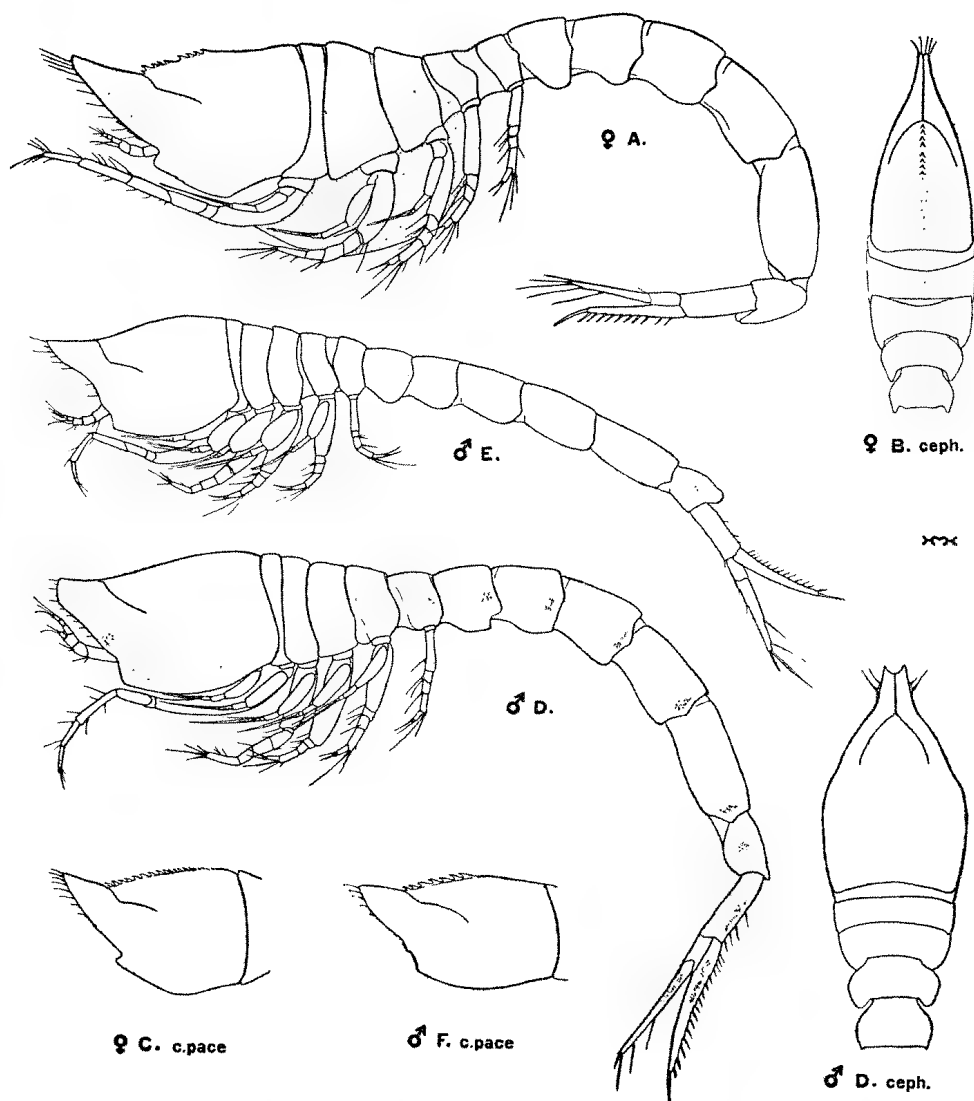 ♀ A.
♀ B. ceph.
♂ E.
♂ D.
♀ C. c.pace
♂ F. c.pace
♂ D. ceph.